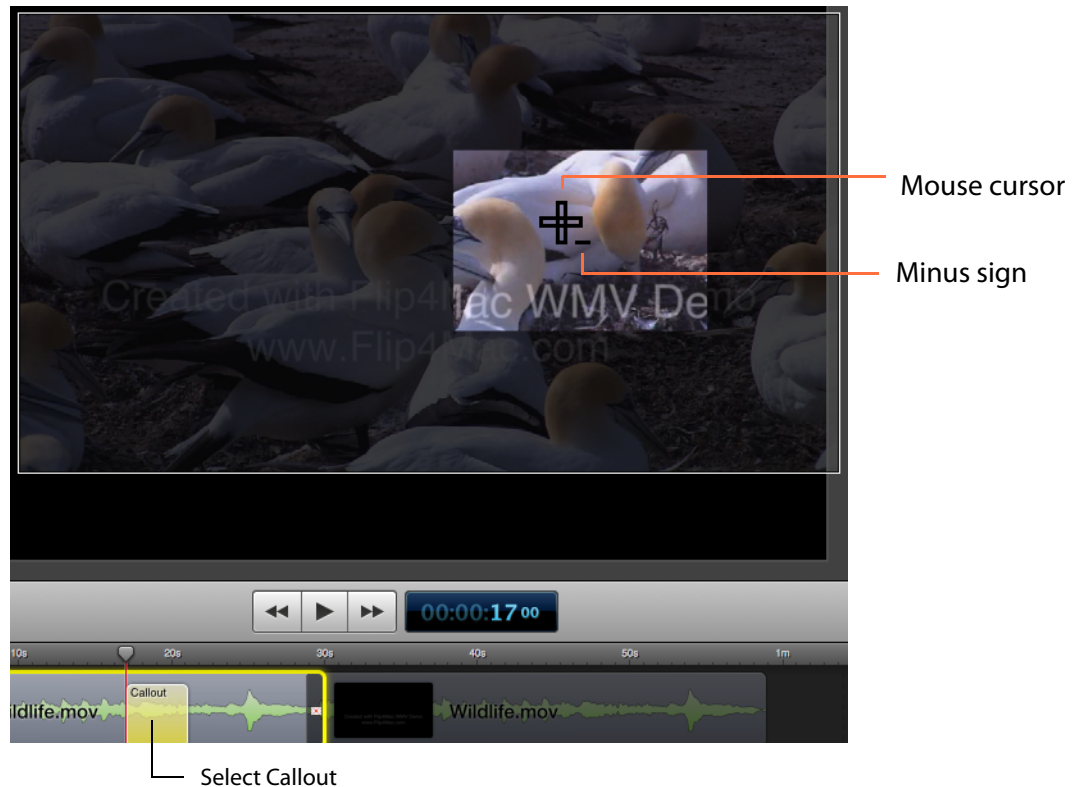 Mouse cursor
Minus sign
Created with Flip4Mac WMV Demo
www.Flip4Mac.com
00:00:17 00
10s 20s 30s 40s 50s 1m
Callout
ildlife.mov
Wildlife.mov
Select Callout